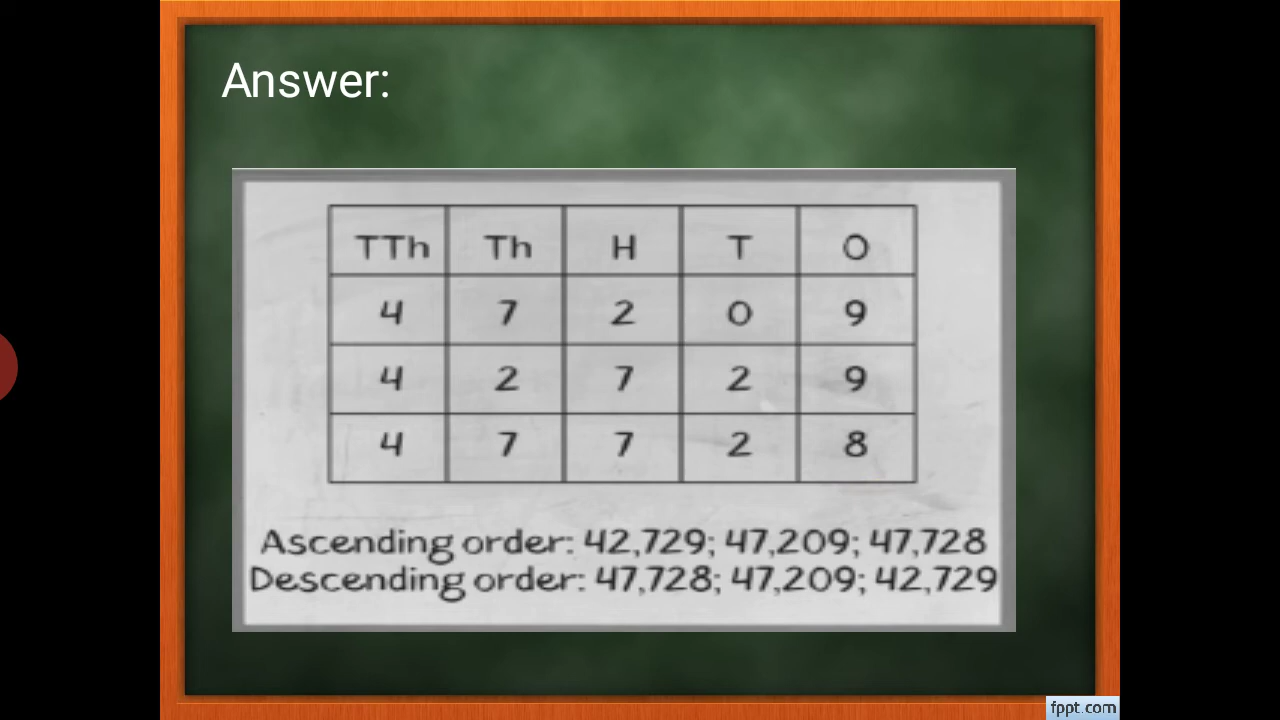 Answer:
TTh Th H T O
4 7 2 0 9
4 2 7 2 9
4 7 7 2 8
Ascending order: 42,729; 47,209; 47,728
Descending order: 47,728; 47,209; 42,729
fppt.com